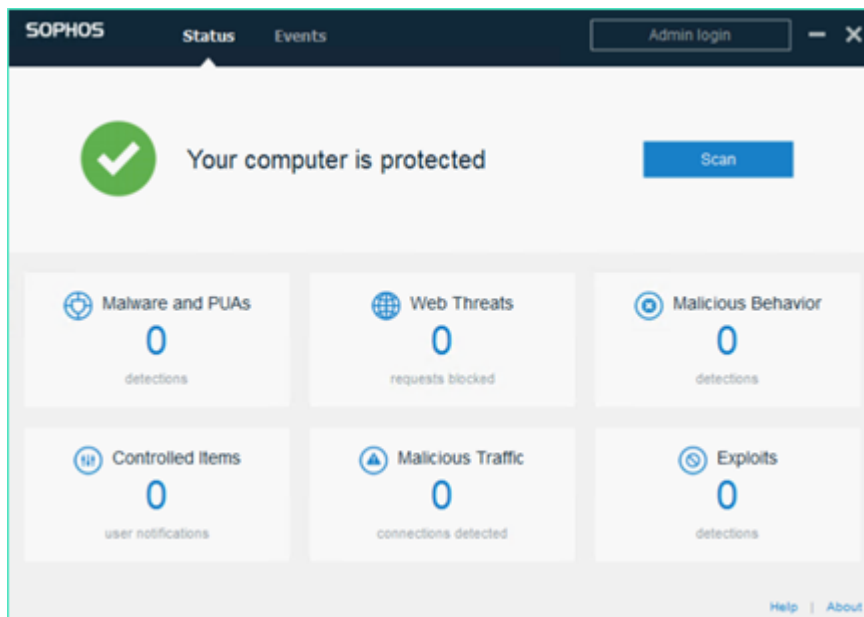 SOPHOS Status Events Admin login
Your computer is protected Scan
Malware and PUAs
0
detections
Web Threats
0
requests blocked
Malicious Behavior
0
detections
Controlled Items
0
user notifications
Malicious Traffic
0
connections detected
Exploits
0
detections
Help | About